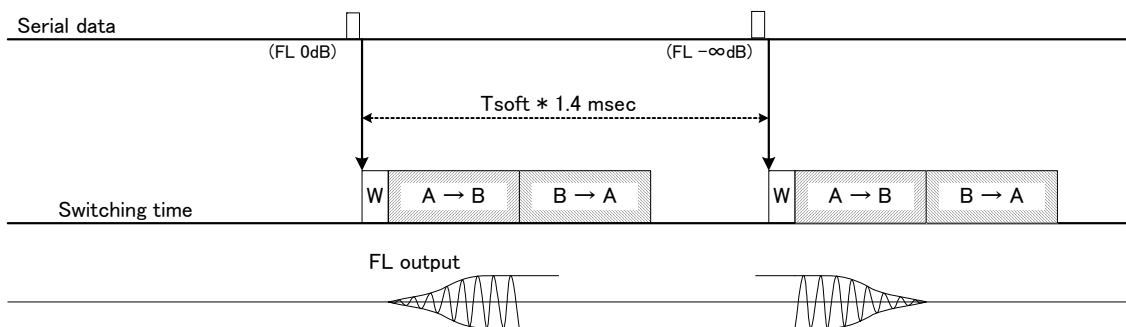 Serial data
(FL 0dB) (FL -∞dB)
Tsoft * 1.4 msec
W A → B B → A W A → B B → A
Switching time
FL output